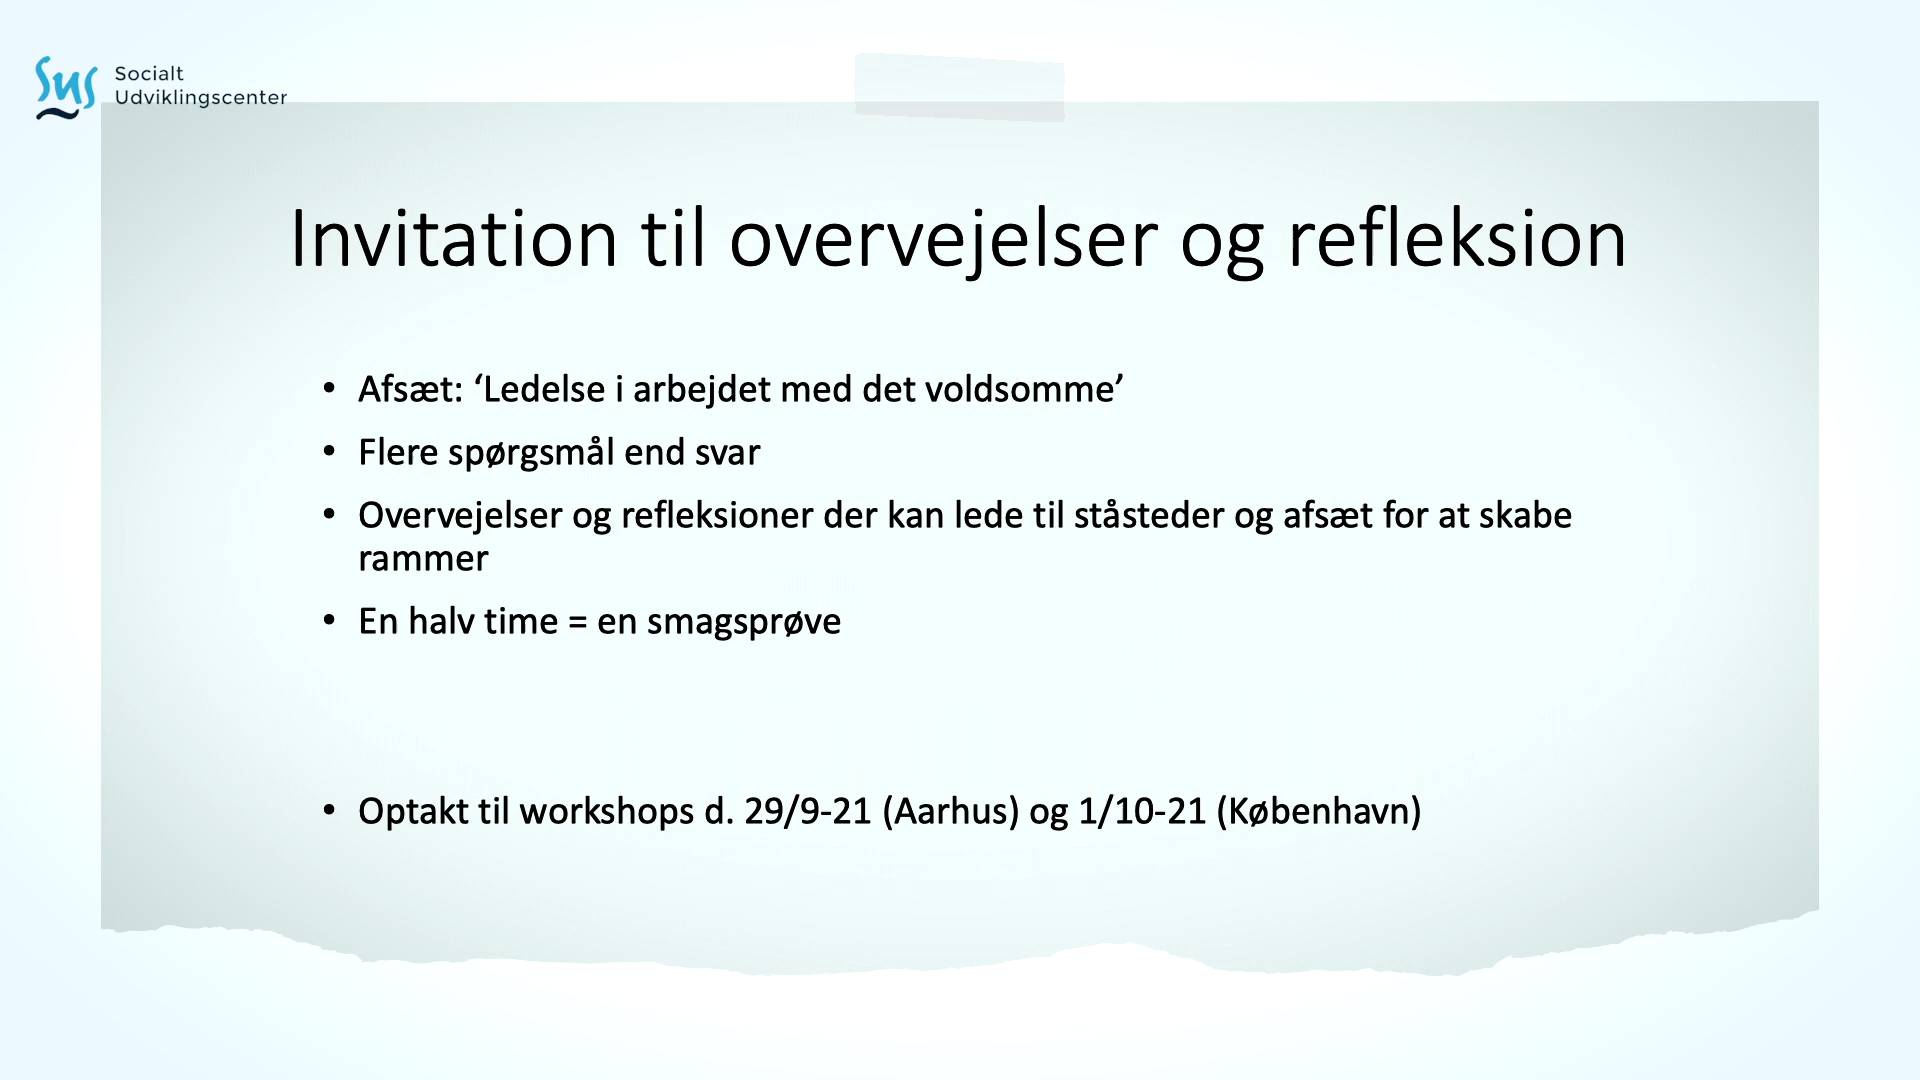 SUS
Socialt
Udviklingscenter
Invitation til overvejelser og refleksion
• Afsæt: ‘Ledelse i arbejdet med det voldsomme’
• Flere spørgsmål end svar
• Overvejelser og refleksioner der kan lede til ståsteder og afsæt for at skabe
rammer
• En halv time = en smagsprøve
• Optakt til workshops d. 29/9-21 (Aarhus) og 1/10-21 (København)